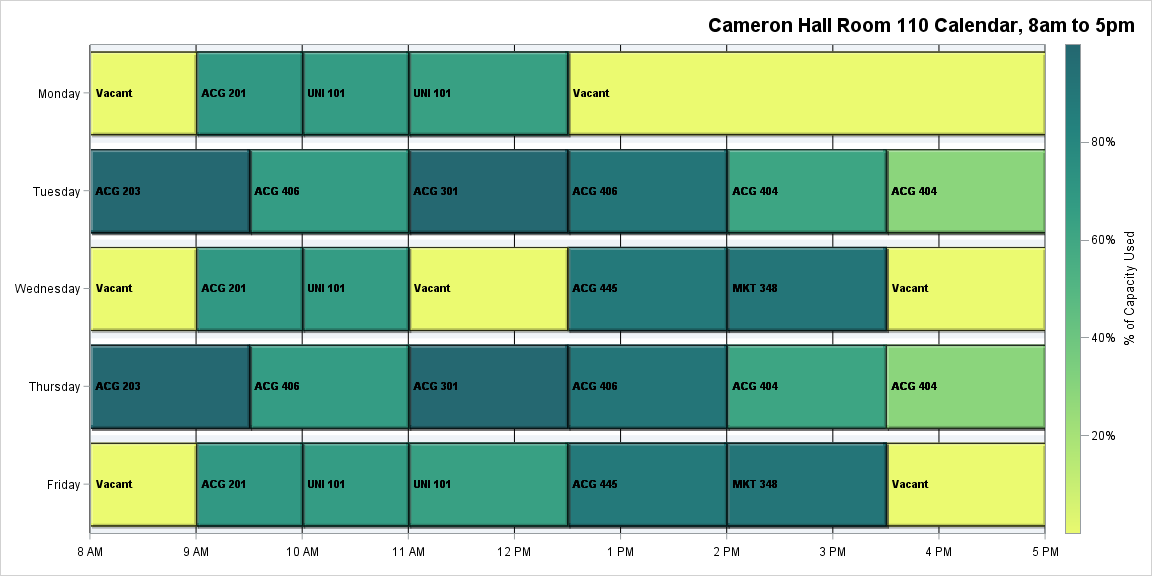 Cameron Hall Room 110 Calendar, 8am to 5pm
Monday Vacant ACG 201 UNI 101 UNI 101 Vacant
Tuesday ACG 203 ACG 406 ACG 301 ACG 406 ACG 404 ACG 404
Wednesday Vacant ACG 201 UNI 101 Vacant ACG 445 MKT 348 Vacant
Thursday ACG 203 ACG 406 ACG 301 ACG 406 ACG 404 ACG 404
Friday Vacant ACG 201 UNI 101 UNI 101 ACG 445 MKT 348 Vacant
8 AM 9 AM 10 AM 11 AM 12 PM 1 PM 2 PM 3 PM 4 PM 5 PM
80%
60%
40%
20%
% of Capacity Used